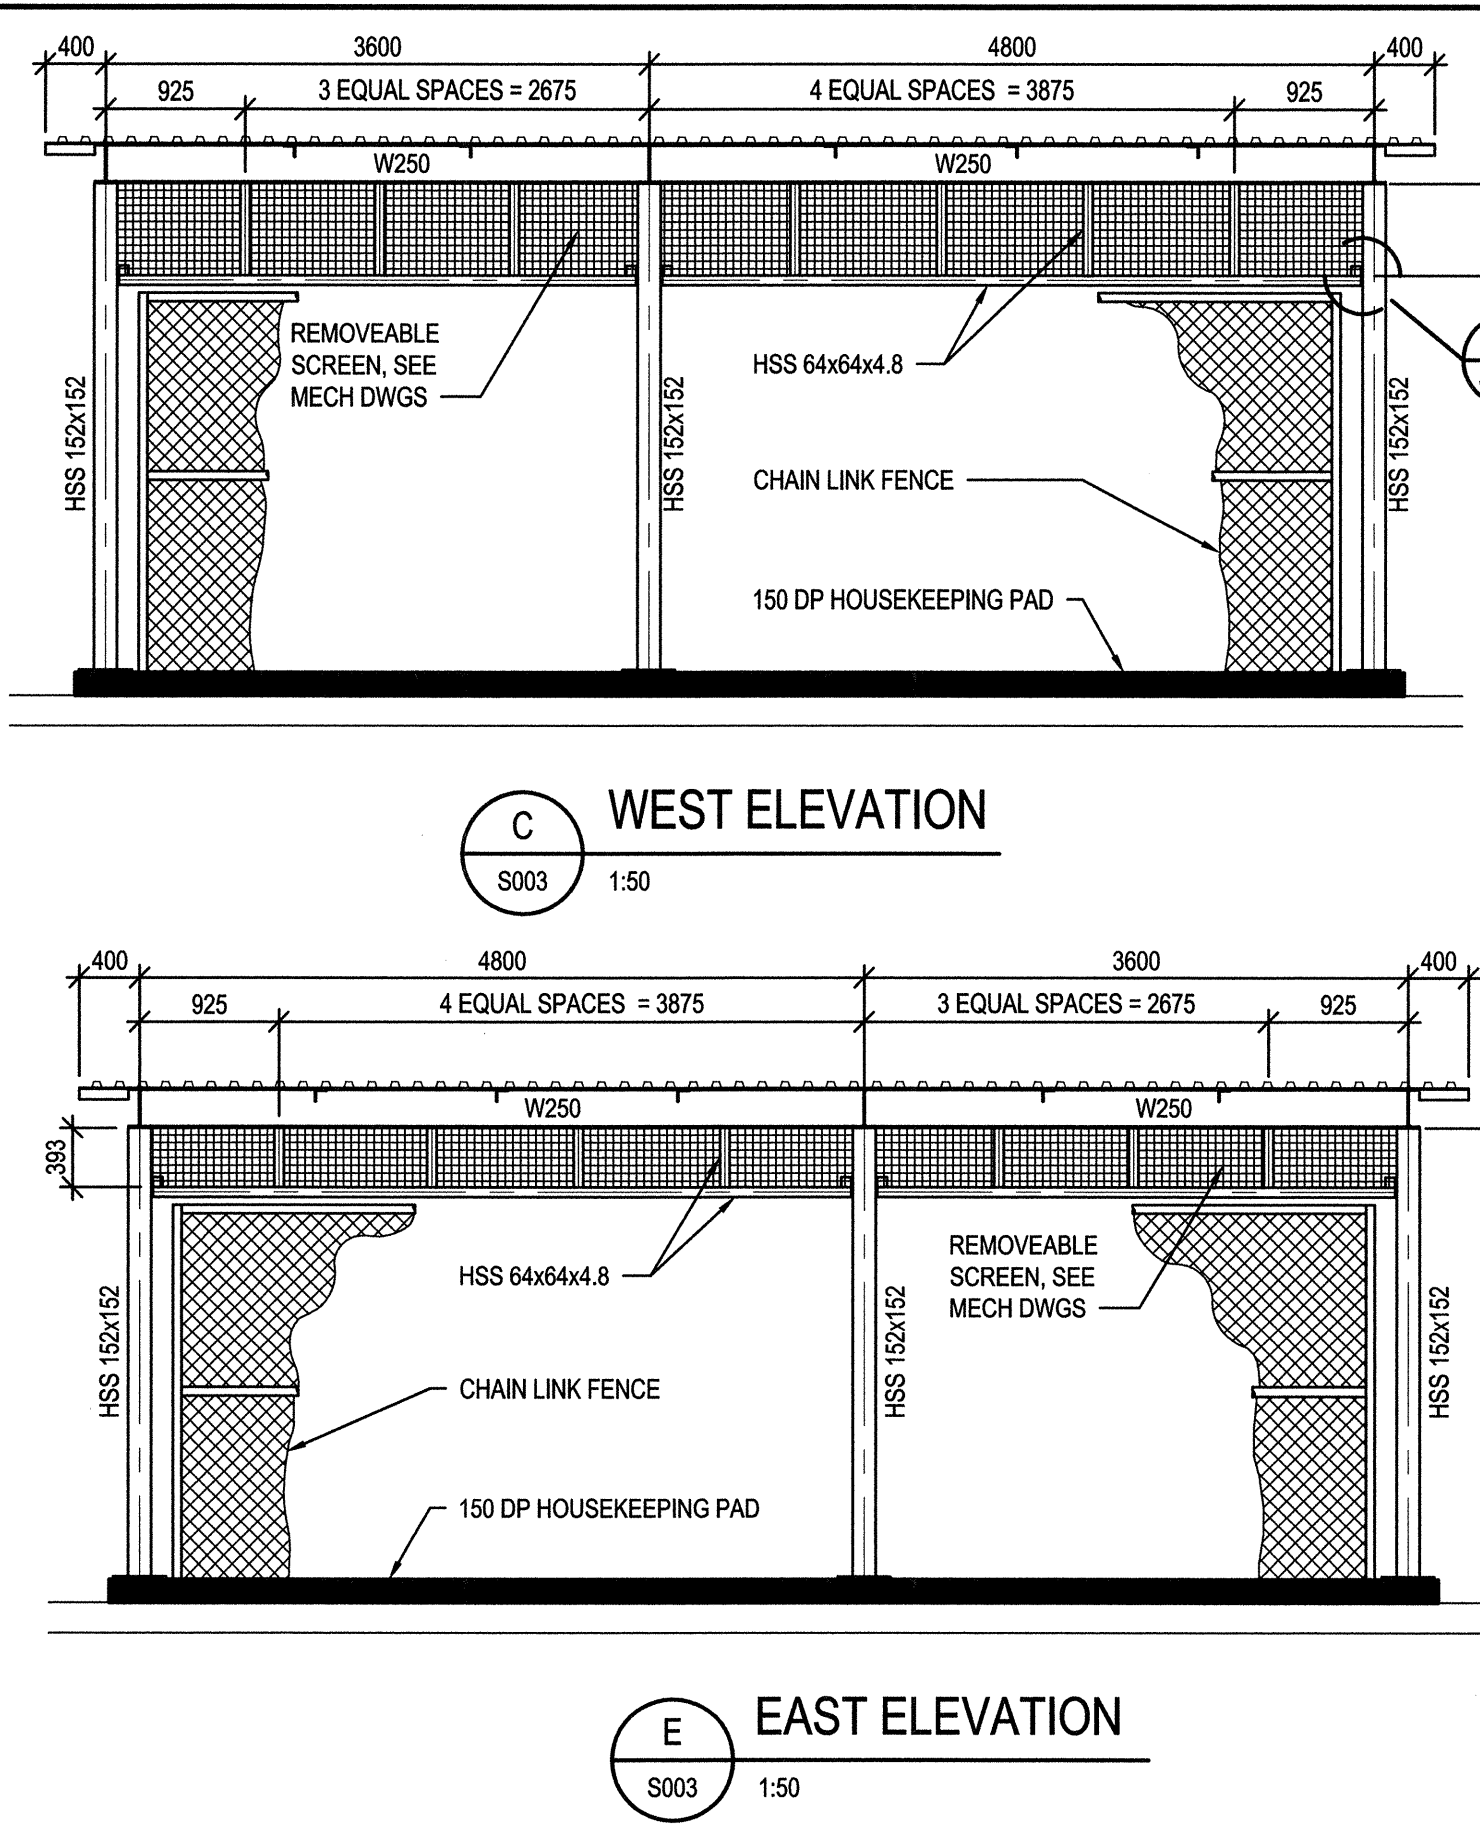 400 3600 4800 400
925 3 EQUAL SPACES = 2675 4 EQUAL SPACES = 3875 925
W250 W250
REMOVEABLE
SCREEN, SEE
MECH DWGS
HSS 64x64x4.8
HSS 152x152
HSS 152x152
HSS 152x152
CHAIN LINK FENCE
150 DP HOUSEKEEPING PAD
C
S003
WEST ELEVATION
1:50
400 4800 3600 400
925 4 EQUAL SPACES = 3875 3 EQUAL SPACES = 2675 925
W250 W250
393
REMOVEABLE
SCREEN, SEE
MECH DWGS
HSS 64x64x4.8
HSS 152x152
HSS 152x152
HSS 152x152
CHAIN LINK FENCE
150 DP HOUSEKEEPING PAD
E
S003
EAST ELEVATION
1:50